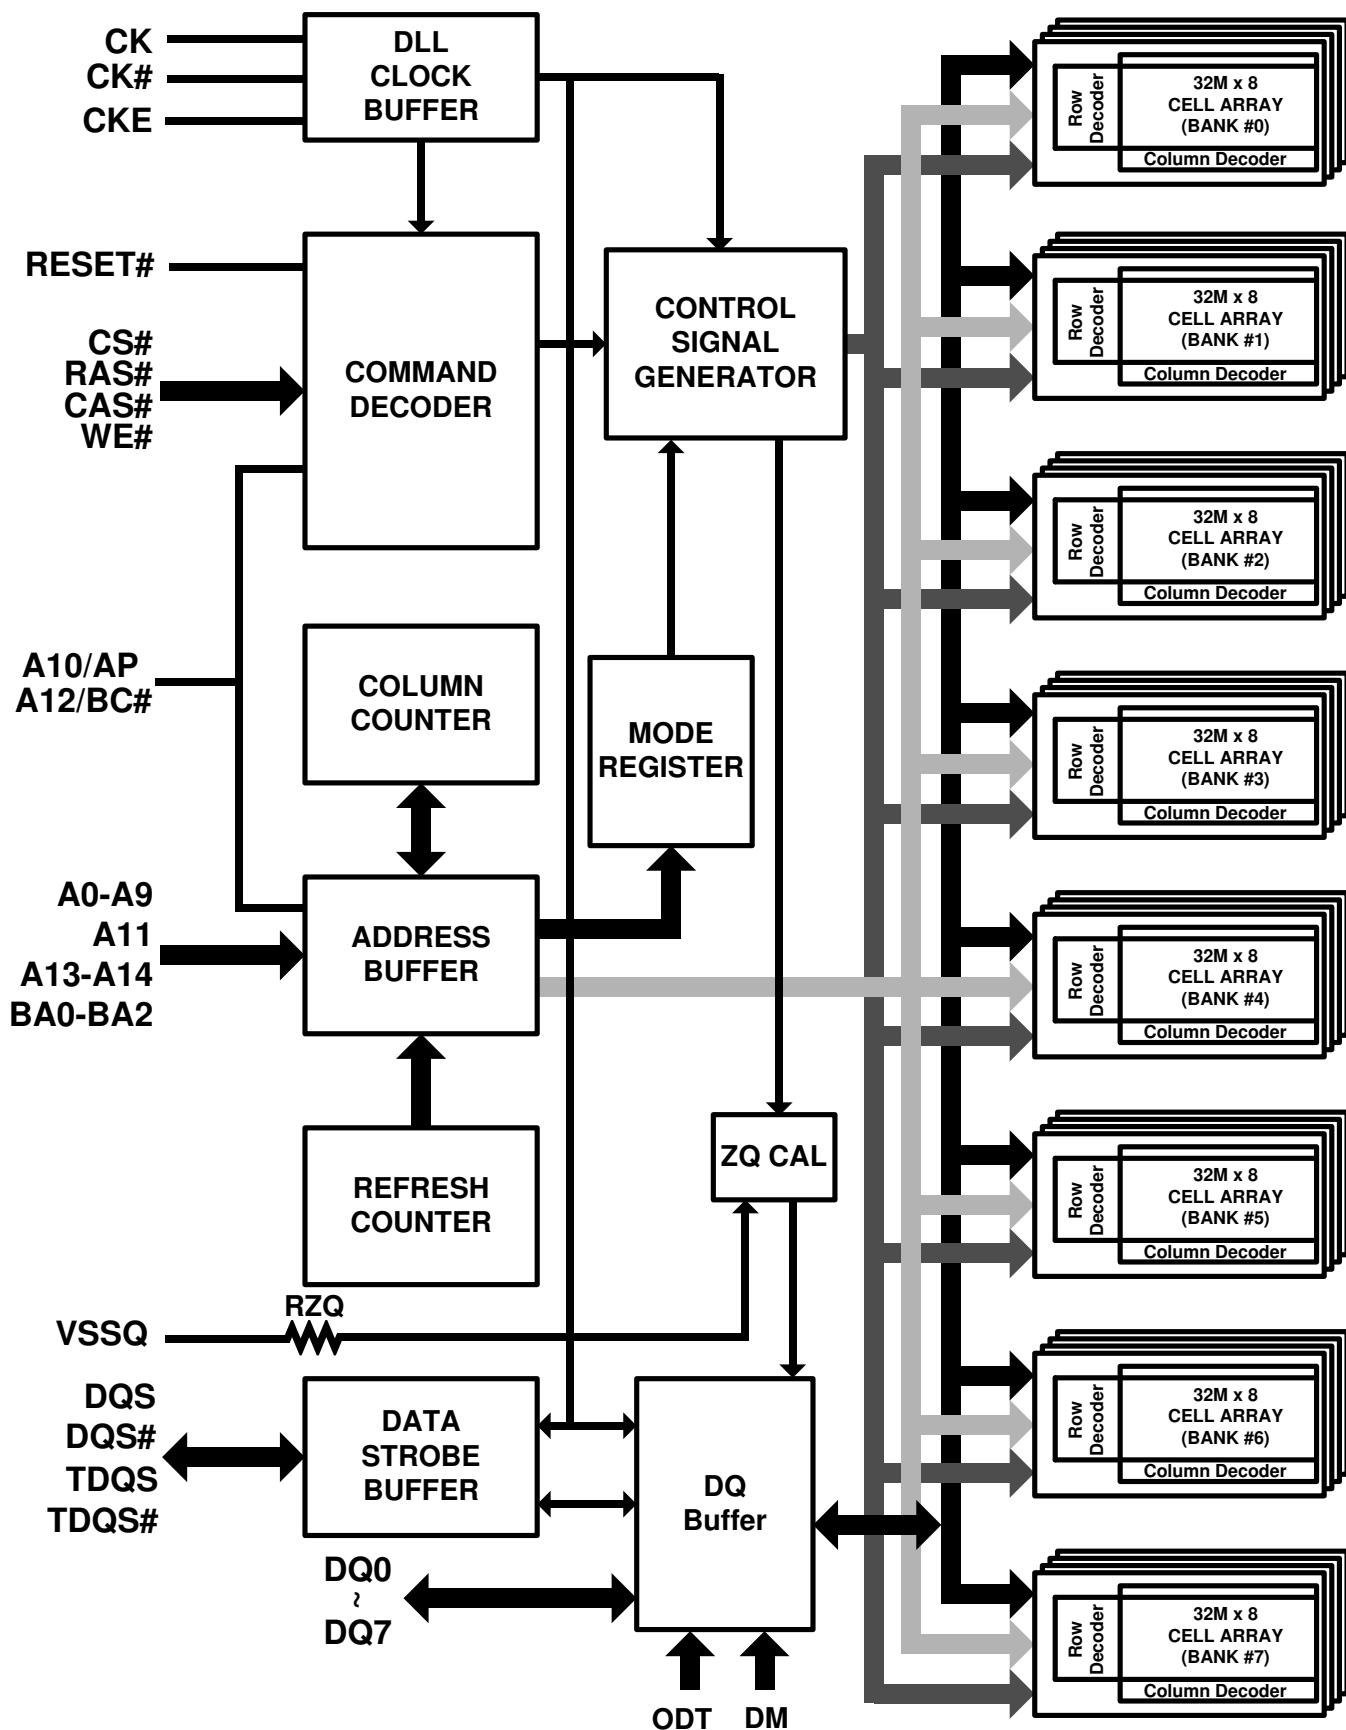 CK
CK#
CKE
DLL
CLOCK
BUFFER
RESET#
CS#
RAS#
CAS#
WE#
COMMAND
DECODER
CONTROL
SIGNAL
GENERATOR
A10/AP
A12/BC#
COLUMN
COUNTER
MODE
REGISTER
A0-A9
A11
A13-A14
BA0-BA2
ADDRESS
BUFFER
REFRESH
COUNTER
ZQ CAL
RZQ
VSSQ
DQS
DQS#
TDQS
TDQS#
DATA
STROBE
BUFFER
DQ
Buffer
DQ0
~
DQ7
ODT
DM
Row
Decoder
32M x 8
CELL ARRAY
(BANK #0)
Column Decoder
Row
Decoder
32M x 8
CELL ARRAY
(BANK #1)
Column Decoder
Row
Decoder
32M x 8
CELL ARRAY
(BANK #2)
Column Decoder
Row
Decoder
32M x 8
CELL ARRAY
(BANK #3)
Column Decoder
Row
Decoder
32M x 8
CELL ARRAY
(BANK #4)
Column Decoder
Row
Decoder
32M x 8
CELL ARRAY
(BANK #5)
Column Decoder
Row
Decoder
32M x 8
CELL ARRAY
(BANK #6)
Column Decoder
Row
Decoder
32M x 8
CELL ARRAY
(BANK #7)
Column Decoder